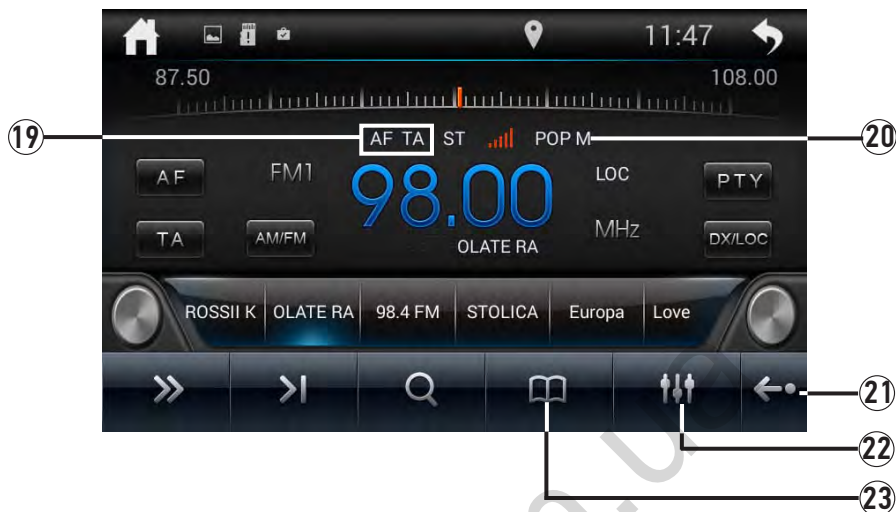 11:47
87.50 108.00
19 AF TA ST POP M 20
AF FM1 98.00 LOC PTY
TA AM/FM OLATE RA MHz DX/LOC
ROSSII K OLATE RA 98.4 FM STOLICA Europa Love
21
22
23